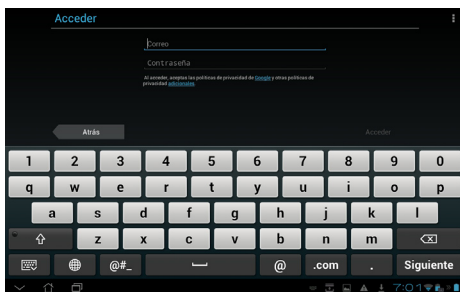 Acceder
Correo
Contraseña
Al acceder, aceptas las políticas de privacidad de Google y otras políticas de
privacidad adicionales.
Atrás Acceder
1 2 3 4 5 6 7 8 9 0
q w e r t y u i o p
a s d f g h j k l
z x c v b n m
@#_ @ .com . Siguiente
7:01